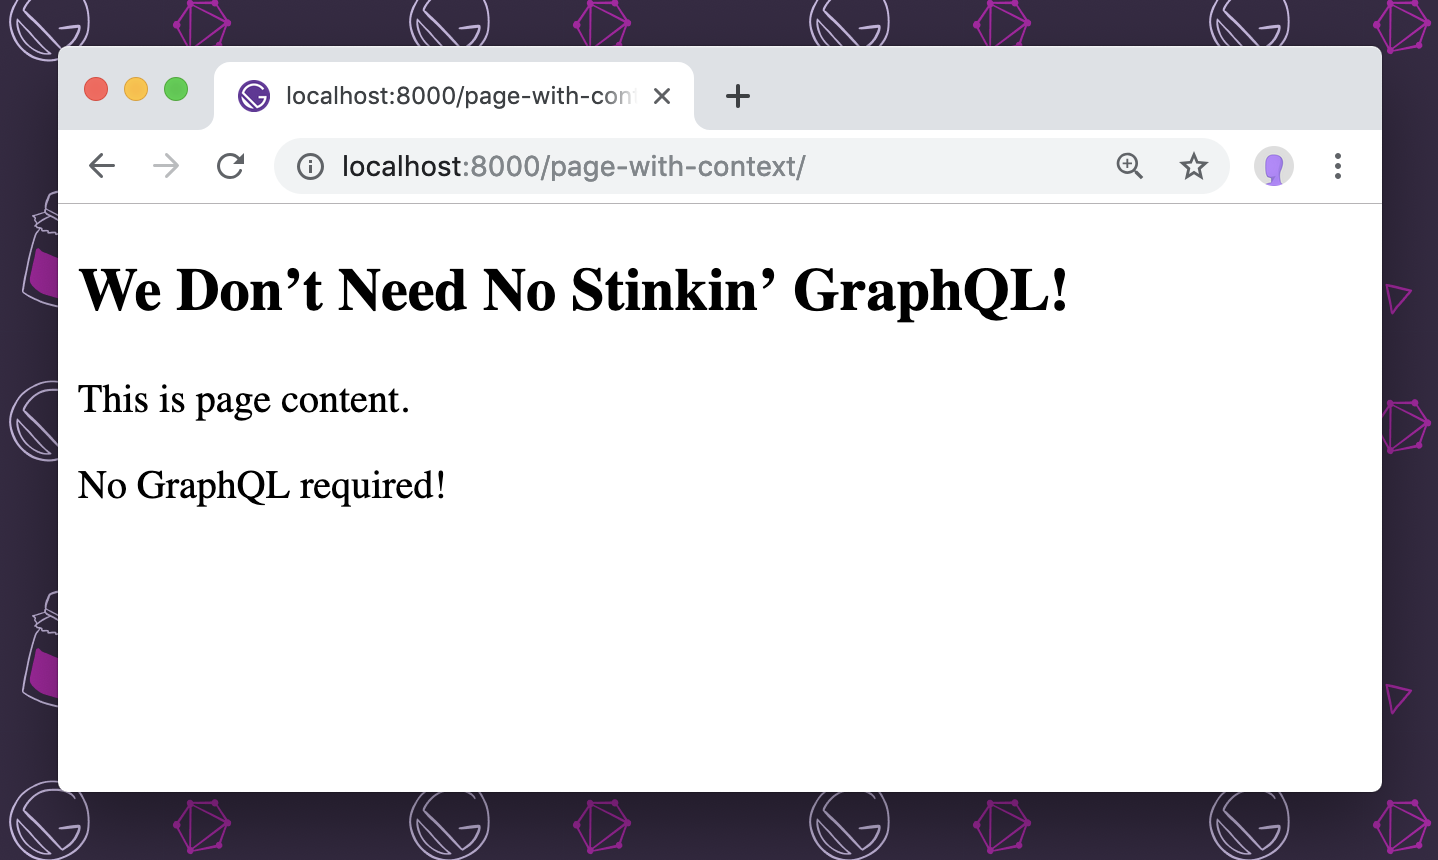 localhost:8000/page-with-con
localhost:8000/page-with-context/
We Don’t Need No Stinkin’ GraphQL!
This is page content.
No GraphQL required!